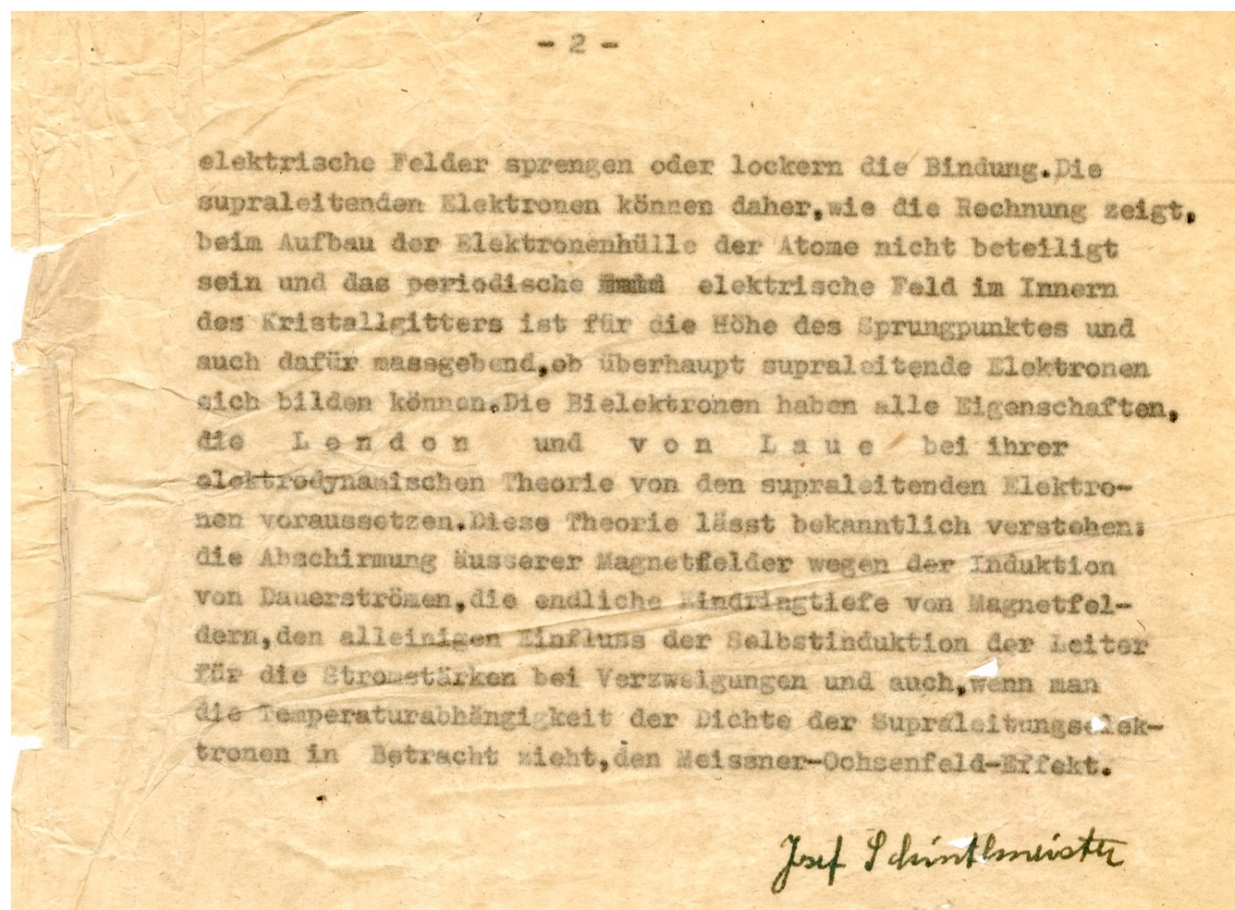 - 2 -
elektrische Felder sprengen oder lockern die Bindung.Die
supraleitenden Elektronen können daher,wie die Rechnung zeigt,
beim Aufbau der Elektronenhülle der Atome nicht beteiligt
sein und das periodische elektrische Feld im Innern
des Kristallgitters ist für die Höhe des Sprungpunktes und
auch dafür massgebend,ob überhaupt supraleitende Elektronen
sich bilden können.Die Bielektronen haben alle Eigenschaften,
die L o n d o n und v o n L a u e bei ihrer
elektrodynamischen Theorie von den supraleitenden Elektro-
nen voraussetzen.Diese Theorie lässt bekanntlich verstehen:
die Abschirmung äusserer Magnetfelder wegen der Induktion
von Dauerströmen,die endliche Eindringtiefe von Magnetfel-
dern,den alleinigen Einfluss der Selbstinduktion der Leiter
für die Stromstärken bei Verzweigungen und auch,wenn man
die Temperaturabhängigkeit der Dichte der Supraleitungselek-
tronen in Betracht zieht,den Meissner-Ochsenfeld-Effekt.
Josef Schintlmeister